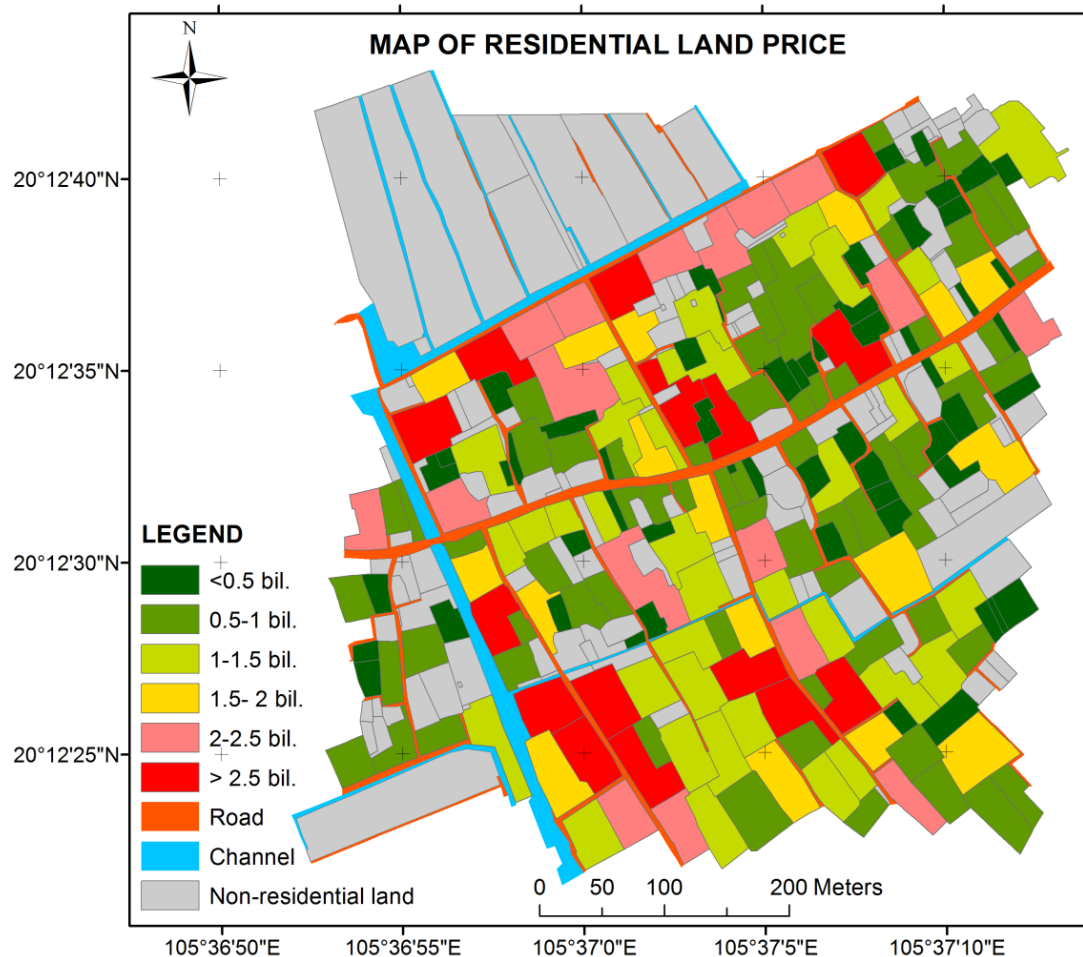 N
MAP OF RESIDENTIAL LAND PRICE
20°12'40"N
20°12'35"N
20°12'30"N
20°12'25"N
LEGEND
<0.5 bil.
0.5-1 bil.
1-1.5 bil.
1.5- 2 bil.
2-2.5 bil.
> 2.5 bil.
Road
Channel
Non-residential land
0 50 100 200 Meters
105°36'50"E 105°36'55"E 105°37'0"E 105°37'5"E 105°37'10"E